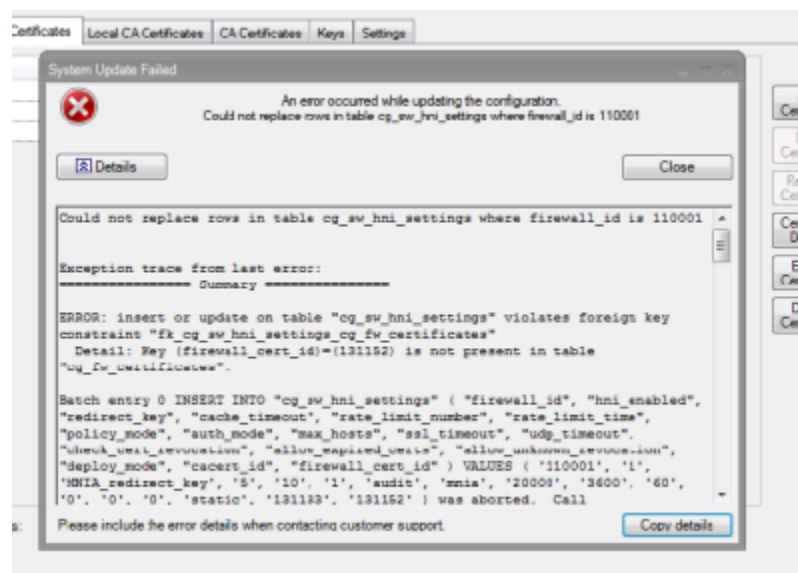 Certificates Local CA Certificates CA Certificates Keys Settings
System Update Failed
An error occurred while updating the configuration.
Could not replace rows in table cg_sw_hni_settings where firewall_id is 110001
Details
Close
Could not replace rows in table cg_sw_hni_settings where firewall_id is 110001
Exception trace from last error:
================ Summary ===============
ERROR: insert or update on table "cg_sw_hni_settings" violates foreign key
constraint "fk_cg_sw_hni_settings_cg_fw_certificates"
Detail: Key (firewall_cert_id)=(131152) is not present in table
"cg_fw_certificates".
Batch entry 0 INSERT INTO "cg_sw_hni_settings" ( "firewall_id", "hni_enabled",
"redirect_key", "cache_timeout", "rate_limit_number", "rate_limit_time",
"policy_mode", "auth_mode", "max_hosts", "ssl_timeout", "udp_timeout",
"check_cert_revocation", "allow_expired_certs", "allow_unknown_revocation",
"deploy_mode", "cacert_id", "firewall_cert_id" ) VALUES ( '110001', '1',
'MNIA_redirect_key', '5', '10', '1', 'audit', 'mnia', '20000', '3600', '60',
'0', '0', '0', 'static', '131133', '131152' ) was aborted. Call
Please include the error details when contacting customer support.
Copy details